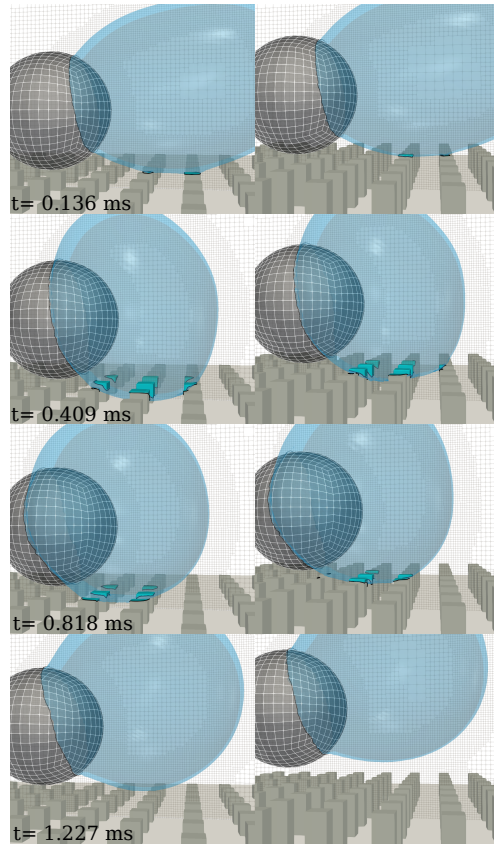 t= 0.136 ms
t= 0.409 ms
t= 0.818 ms
t= 1.227 ms